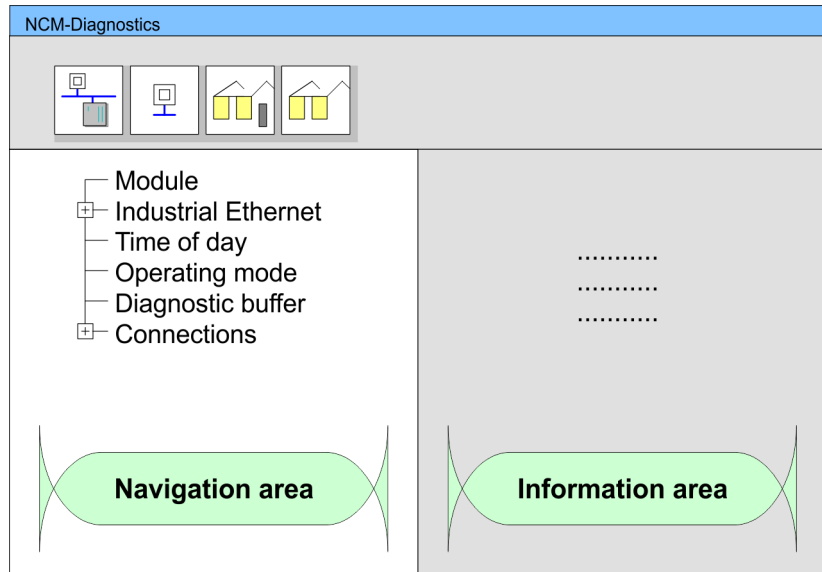 NCM-Diagnostics
Module
Industrial Ethernet
Time of day
Operating mode
Diagnostic buffer
Connections
...........
...........
...........
Navigation area
Information area